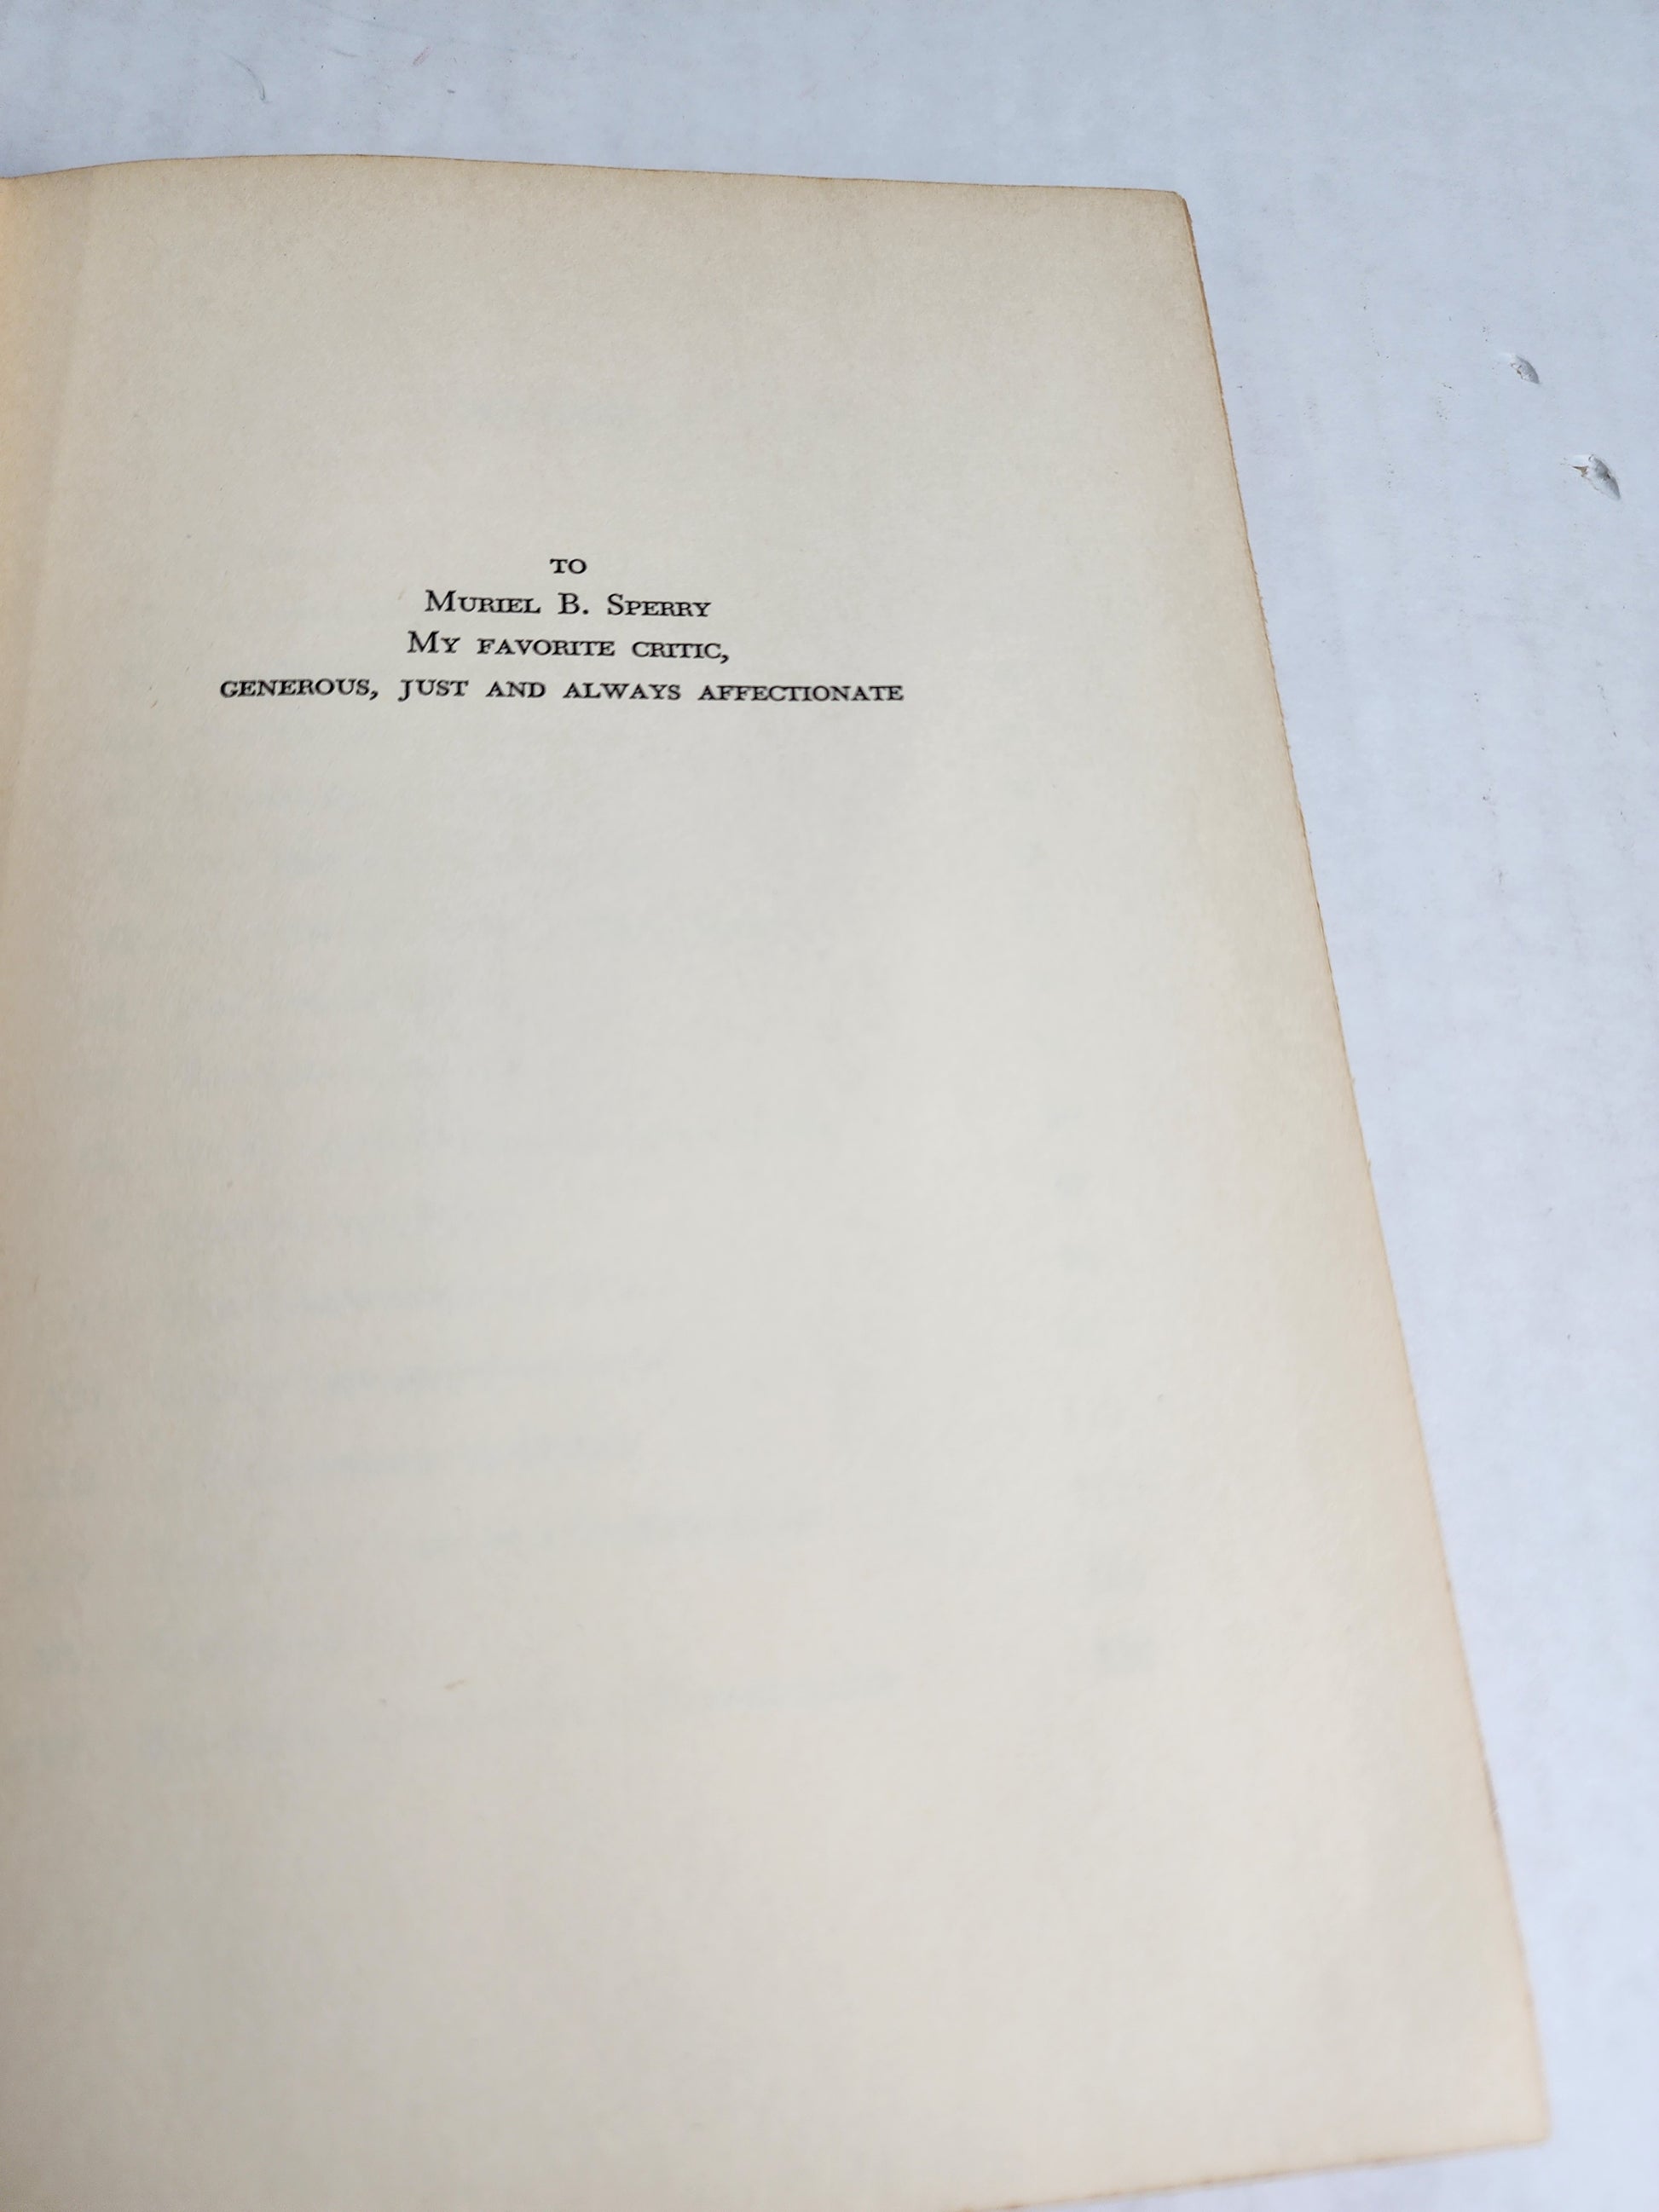 TO
MURIEL B. SPERRY
MY FAVORITE CRITIC,
GENEROUS, JUST AND ALWAYS AFFECTIONATE